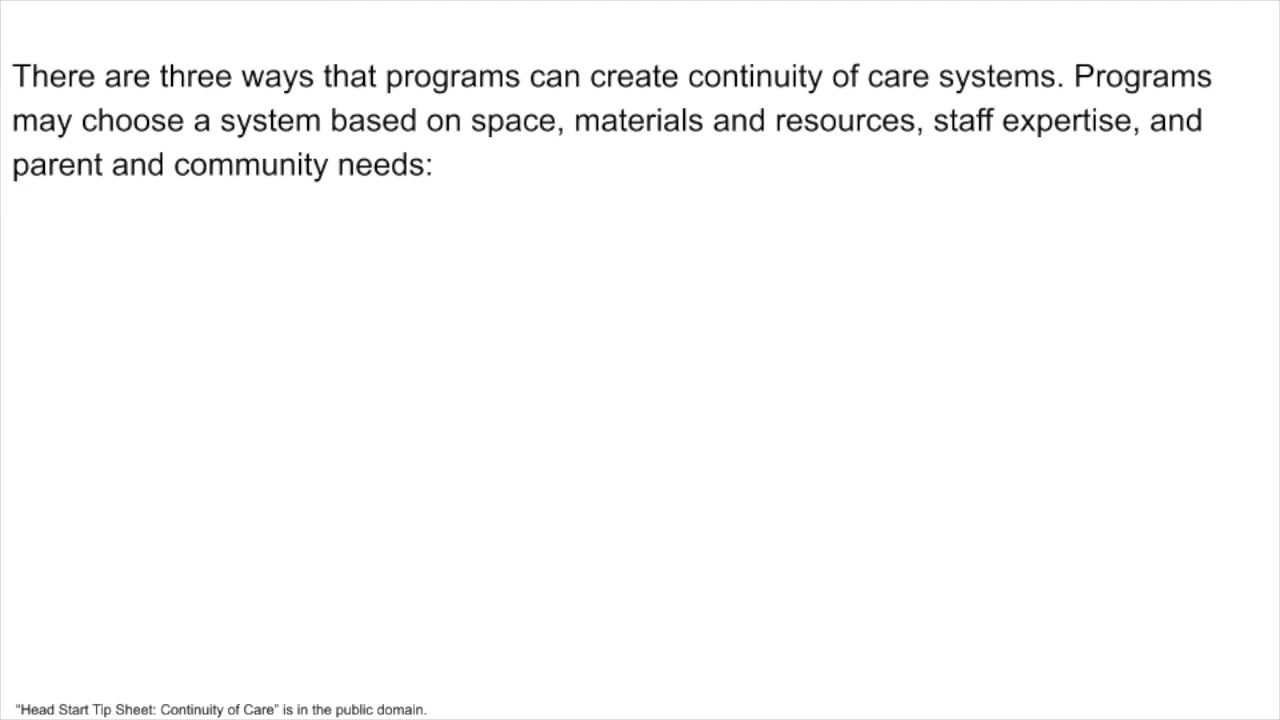 There are three ways that programs can create continuity of care systems. Programs
may choose a system based on space, materials and resources, staff expertise, and
parent and community needs:
"Head Start Tip Sheet: Continuity of Care" is in the public domain.